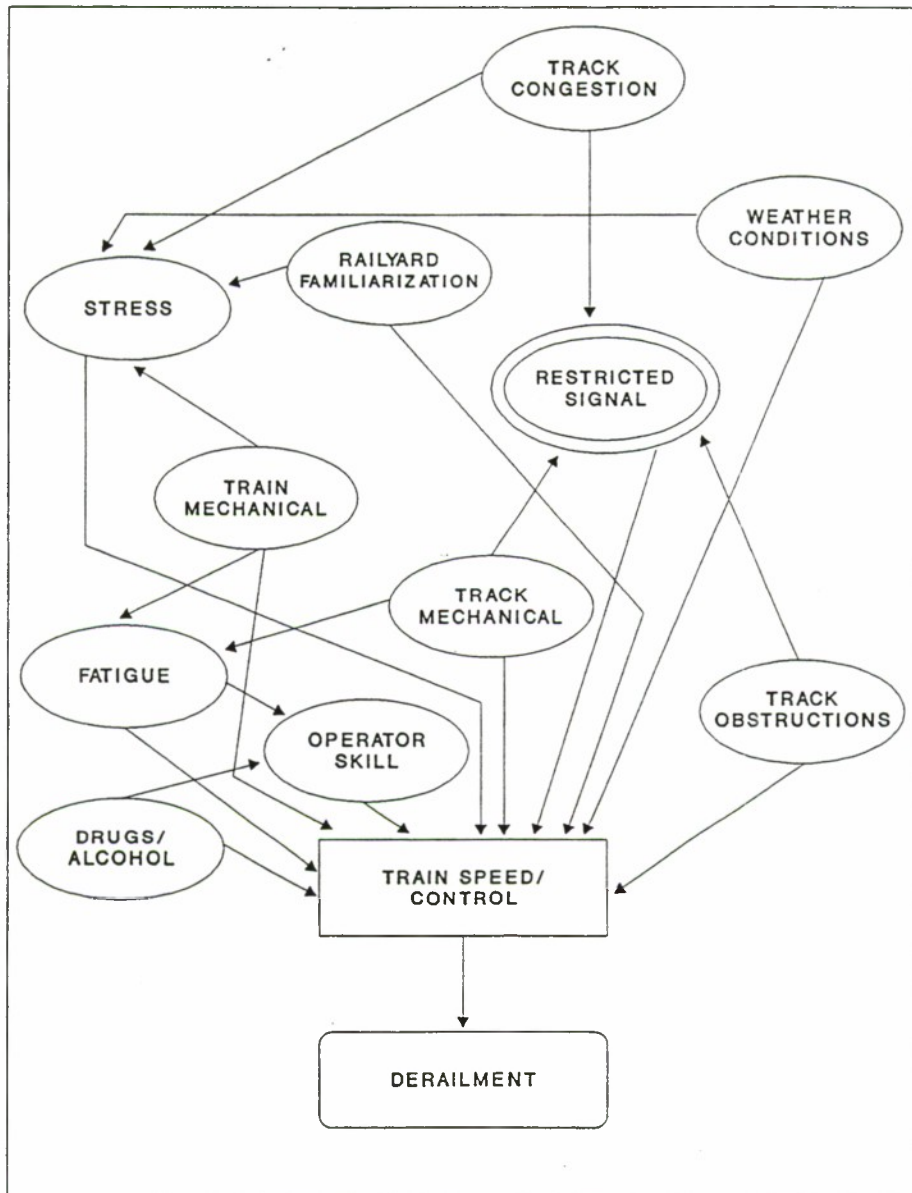 TRACK
CONGESTION
WEATHER
CONDITIONS
RAILYARD
FAMILIARIZATION
STRESS
RESTRICTED
SIGNAL
TRAIN
MECHANICAL
TRACK
MECHANICAL
FATIGUE
TRACK
OBSTRUCTIONS
OPERATOR
SKILL
DRUGS/
ALCOHOL
TRAIN SPEED/
CONTROL
DERAILMENT